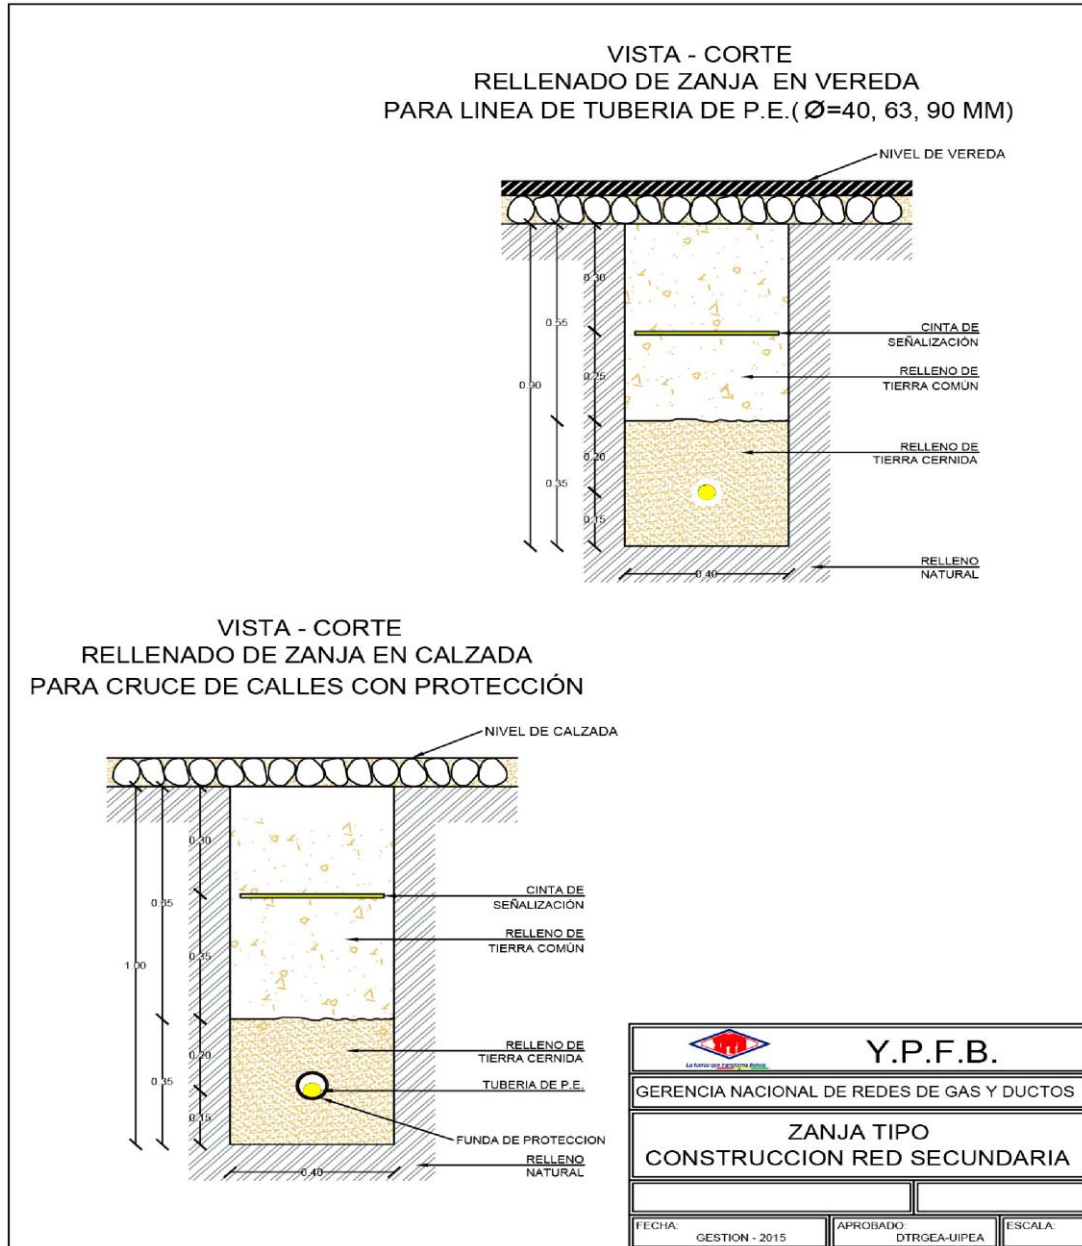 VISTA - CORTE
RELLENADO DE ZANJA EN VEREDA
PARA LINEA DE TUBERIA DE P.E.( Ø=40, 63, 90 MM)
NIVEL DE VEREDA
0.30
0.55
CINTA DE
SEÑALIZACIÓN
RELLENO DE
TIERRA COMÚN
0.25
0.90
RELLENO DE
TIERRA CERNIDA
0.20
0.35
0.15
RELLENO
NATURAL
0.40
VISTA - CORTE
RELLENADO DE ZANJA EN CALZADA
PARA CRUCE DE CALLES CON PROTECCIÓN
NIVEL DE CALZADA
0.30
CINTA DE
SEÑALIZACIÓN
RELLENO DE
TIERRA COMÚN
0.35
1.00
RELLENO DE
TIERRA CERNIDA
0.20
0.35
TUBERIA DE P.E.
0.15
FUNDA DE PROTECCION
RELLENO
NATURAL
0.40
La fuerza que transforma Bolivia
Y.P.F.B.
GERENCIA NACIONAL DE REDES DE GAS Y DUCTOS
ZANJA TIPO
CONSTRUCCION RED SECUNDARIA
FECHA:
GESTION - 2015
APROBADO:
DTRGEA-UIPEA
ESCALA: